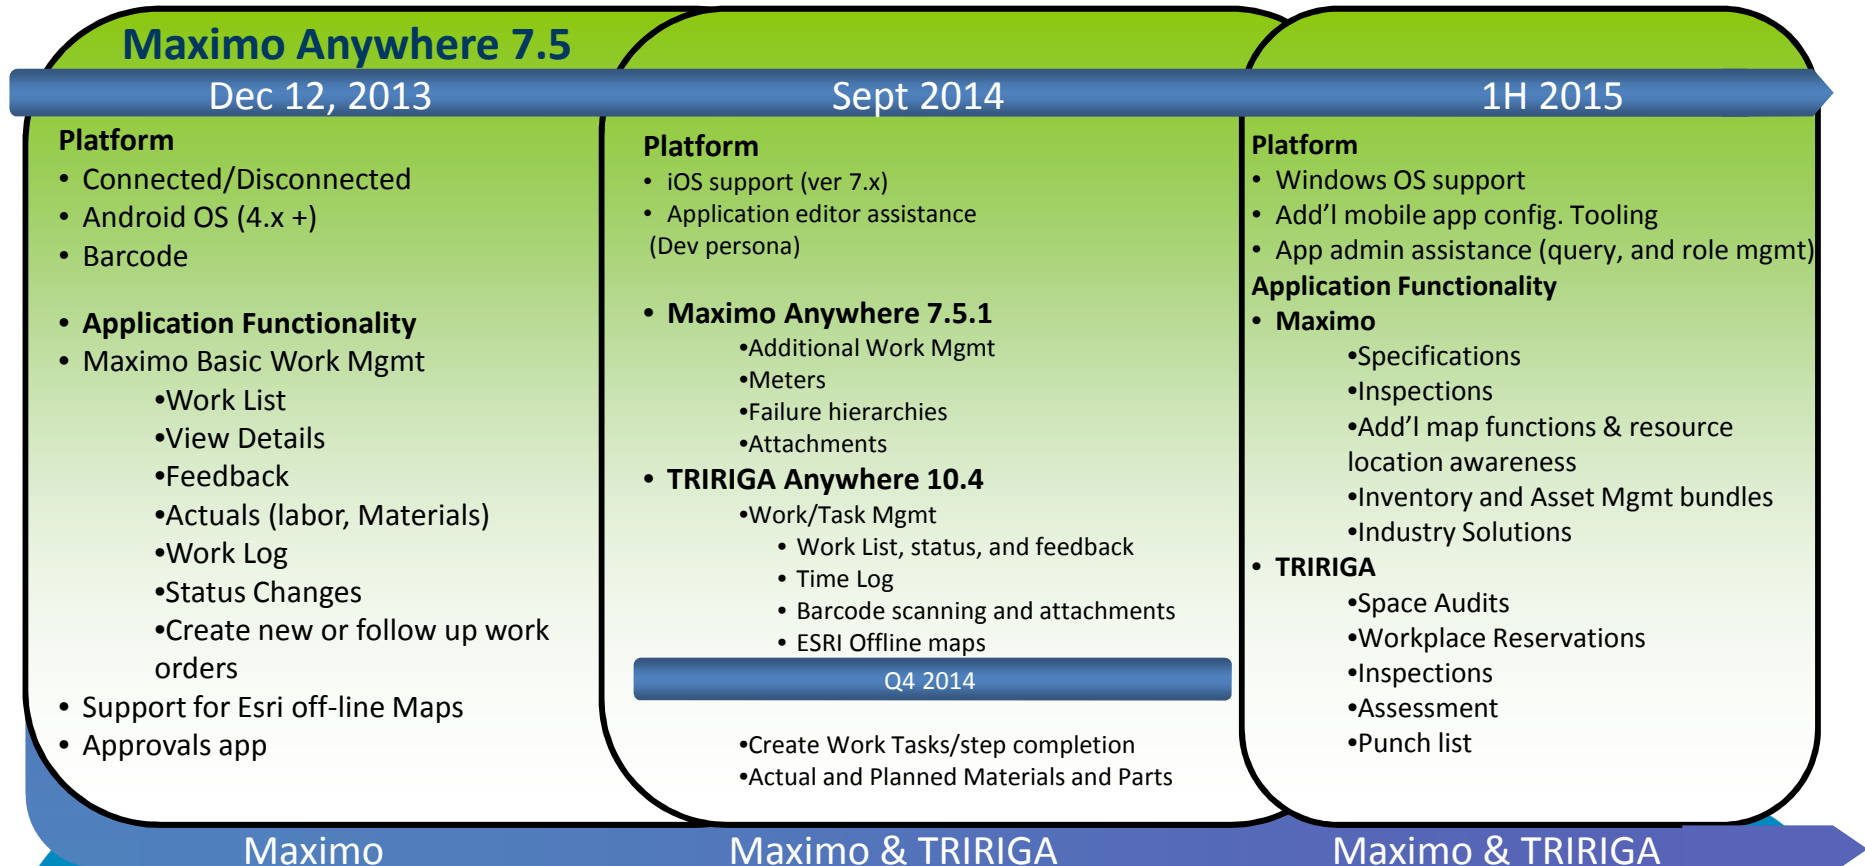 Maximo Anywhere 7.5
Dec 12, 2013
Platform
• Connected/Disconnected
• Android OS (4.x +)
• Barcode
• Application Functionality
• Maximo Basic Work Mgmt
•Work List
•View Details
•Feedback
•Actuals (labor, Materials)
•Work Log
•Status Changes
•Create new or follow up work
orders
• Support for Esri off-line Maps
• Approvals app
Maximo
Sept 2014
Platform
• iOS support (ver 7.x)
• Application editor assistance
(Dev persona)
• Maximo Anywhere 7.5.1
•Additional Work Mgmt
•Meters
•Failure hierarchies
•Attachments
• TRIRIGA Anywhere 10.4
•Work/Task Mgmt
• Work List, status, and feedback
• Time Log
• Barcode scanning and attachments
• ESRI Offline maps
Q4 2014
•Create Work Tasks/step completion
•Actual and Planned Materials and Parts
Maximo & TRIRIGA
1H 2015
Platform
• Windows OS support
• Add'l mobile app config. Tooling
• App admin assistance (query, and role mgmt)
Application Functionality
• Maximo
•Specifications
•Inspections
•Add'l map functions & resource
location awareness
•Inventory and Asset Mgmt bundles
•Industry Solutions
• TRIRIGA
•Space Audits
•Workplace Reservations
•Inspections
•Assessment
•Punch list
Maximo & TRIRIGA